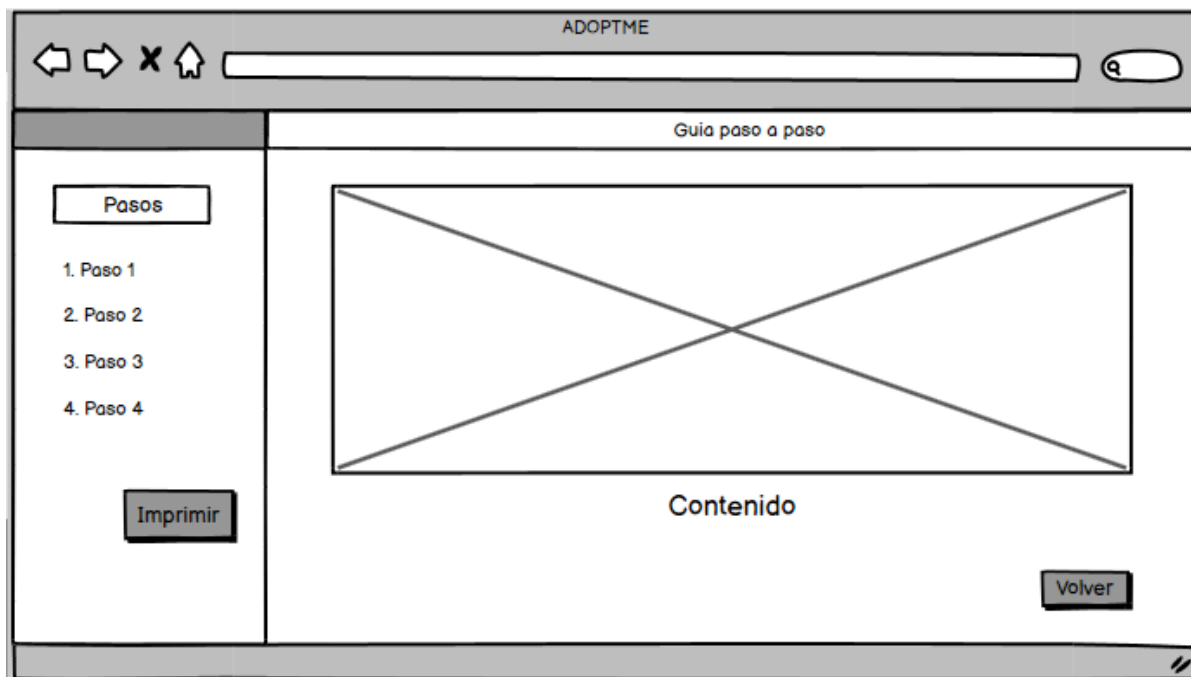 ADOPTME
Guia paso a paso
Pasos
1. Paso 1
2. Paso 2
3. Paso 3
4. Paso 4
Imprimir
Contenido
Volver